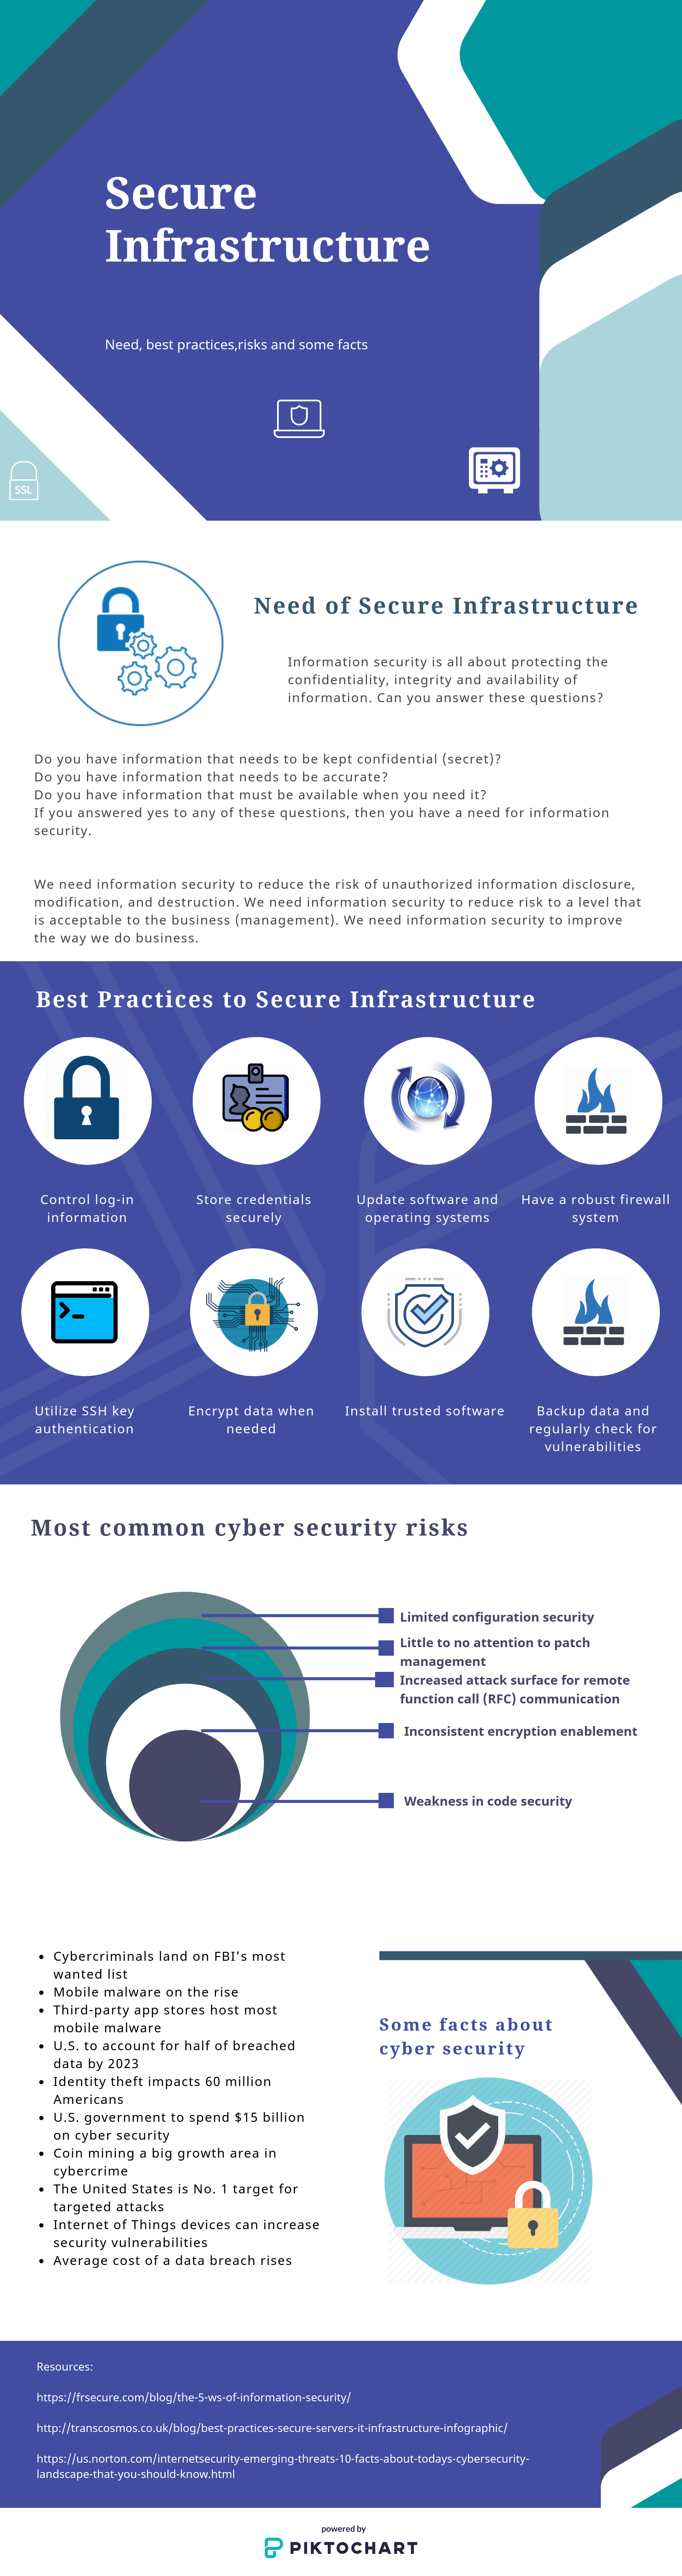 Secure
Infrastructure
Need, best practices,risks and some facts
SSL
Need of Secure Infrastructure
Information security is all about protecting the
confidentiality, integrity and availability of
information. Can you answer these questions?
Do you have information that needs to be kept confidential (secret)?
Do you have information that needs to be accurate?
Do you have information that must be available when you need it?
If you answered yes to any of these questions, then you have a need for information
security.
We need information security to reduce the risk of unauthorized information disclosure,
modification, and destruction. We need information security to reduce risk to a level that
is acceptable to the business (management). We need information security to improve
the way we do business.
Best Practices to Secure Infrastructure
Control log-in
information
Store credentials
securely
Update software and
operating systems
Have a robust firewall
system
Utilize SSH key
authentication
Encrypt data when
needed
Install trusted software
Backup data and
regularly check for
vulnerabilities
Most common cyber security risks
Limited configuration security
Little to no attention to patch
management
Increased attack surface for remote
function call (RFC) communication
Inconsistent encryption enablement
Weakness in code security
• Cybercriminals land on FBI’s most
wanted list
• Mobile malware on the rise
• Third-party app stores host most
mobile malware
• U.S. to account for half of breached
data by 2023
• Identity theft impacts 60 million
Americans
• U.S. government to spend $15 billion
on cyber security
• Coin mining a big growth area in
cybercrime
• The United States is No. 1 target for
targeted attacks
• Internet of Things devices can increase
security vulnerabilities
• Average cost of a data breach rises
Some facts about
cyber security
Resources:
https://frsecure.com/blog/the-5-ws-of-information-security/
http://transcosmos.co.uk/blog/best-practices-secure-servers-it-infrastructure-infographic/
https://us.norton.com/internetsecurity-emerging-threats-10-facts-about-todays-cybersecurity-
landscape-that-you-should-know.html
powered by
PIKTOCHART